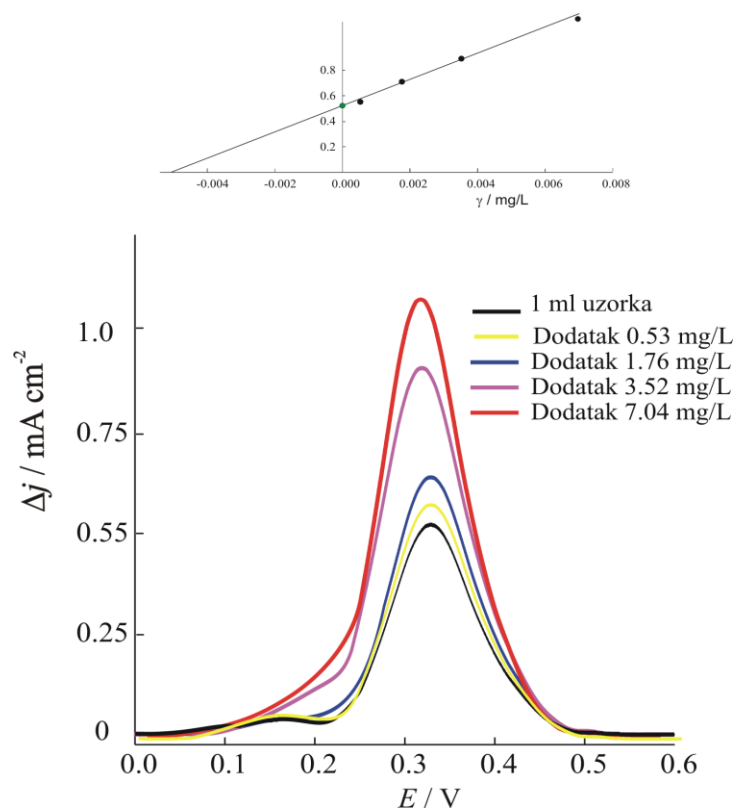 0.8
0.6
0.4
0.2
-0.004 -0.002 0.000 0.002 0.004 0.006 0.008
γ / mg/L
1 ml uzorka
Dodatak 0.53 mg/L
Dodatak 1.76 mg/L
Dodatak 3.52 mg/L
Dodatak 7.04 mg/L
Δj / mA cm⁻²
1.0
0.75
0.55
0.25
0
0.0 0.1 0.2 0.3 0.4 0.5 0.6
E / V